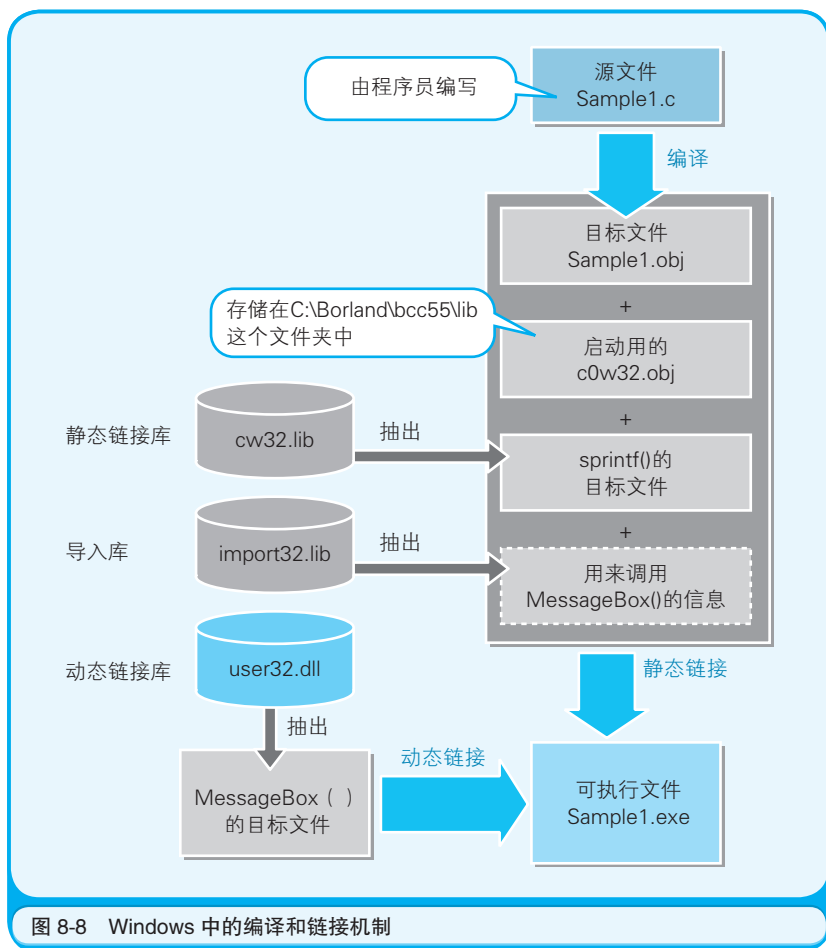 由程序员编写
源文件
Sample1.c
编译
目标文件
Sample1.obj
+
存储在C:\Borland\bcc55\lib
这个文件夹中
启动用的
c0w32.obj
+
静态链接库
cw32.lib
抽出
sprintf()的
目标文件
+
导入库
import32.lib
抽出
用来调用
MessageBox()的信息
动态链接库
user32.dll
静态链接
抽出
动态链接
MessageBox ( )
的目标文件
可执行文件
Sample1.exe
图 8-8 Windows 中的编译和链接机制